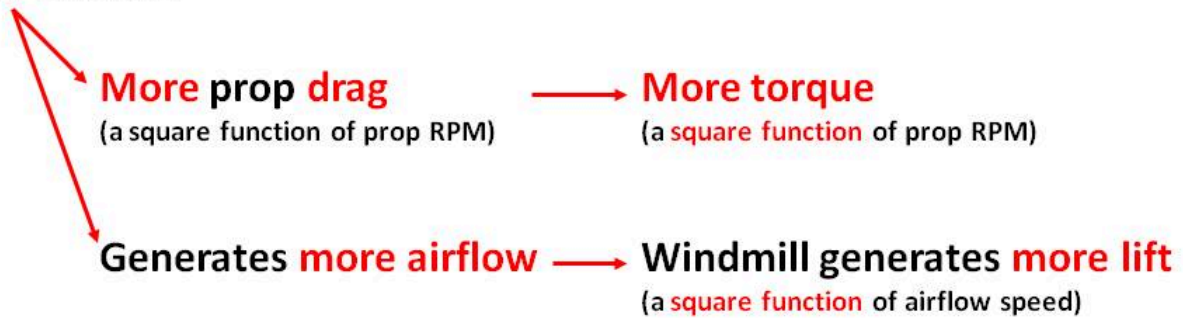 More prop drag
(a square function of prop RPM)
More torque
(a square function of prop RPM)
Generates more airflow
Windmill generates more lift
(a square function of airflow speed)